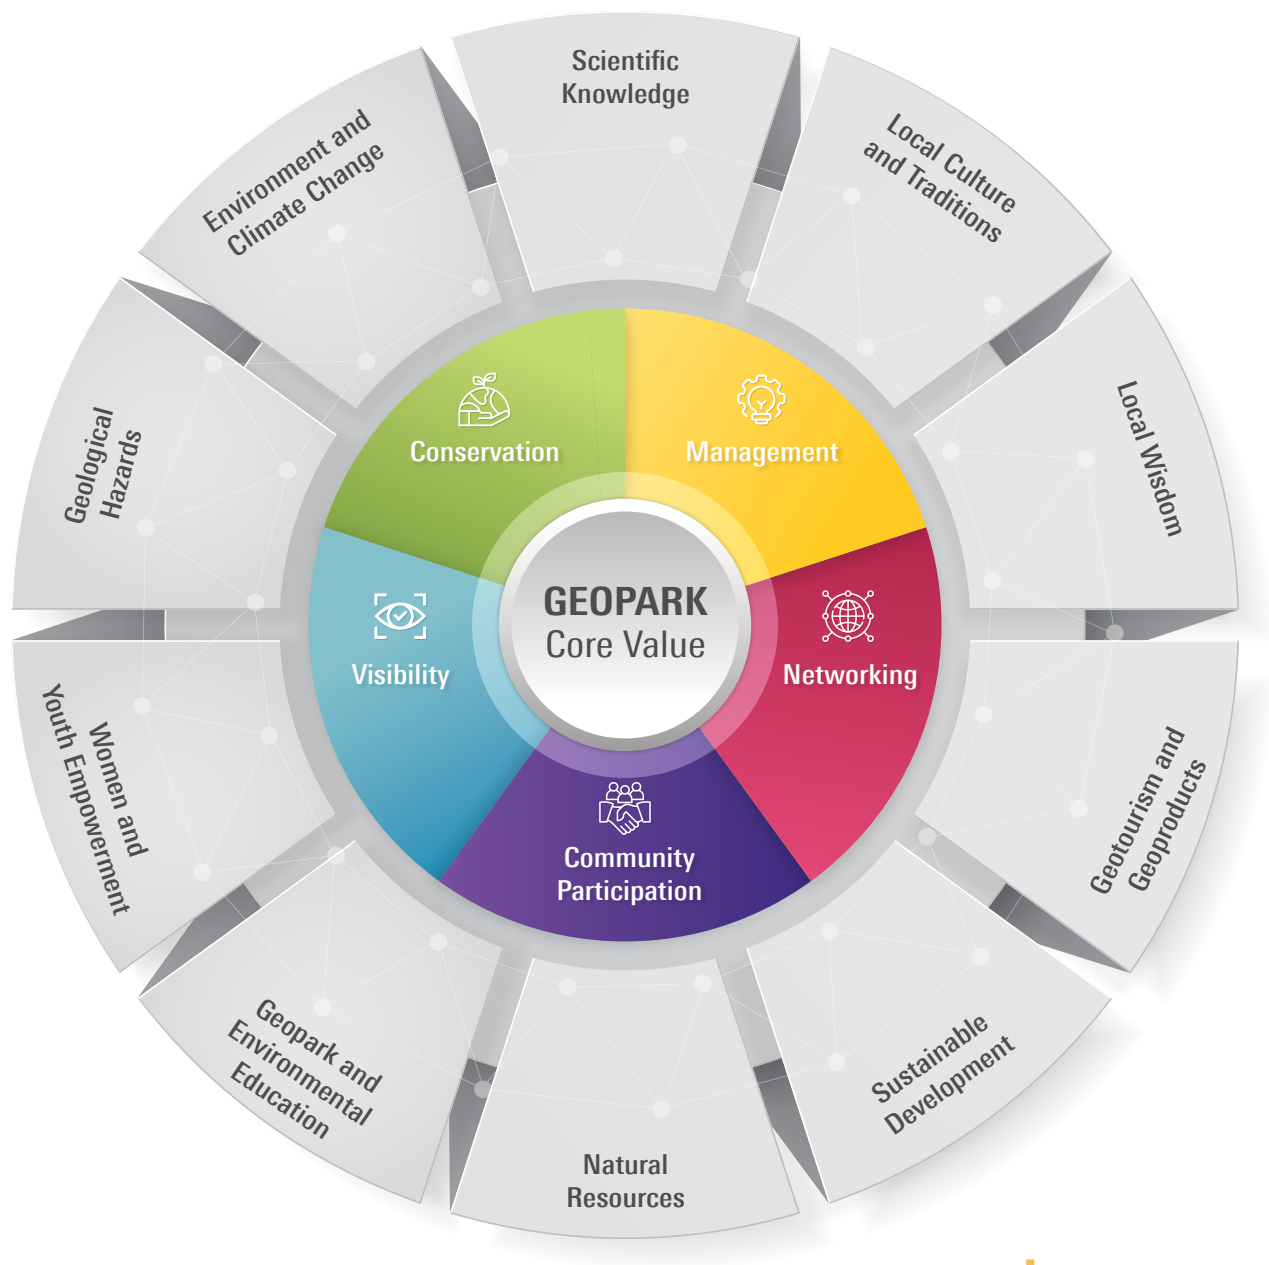 Scientific
Knowledge
Local Culture
and Traditions
Local Wisdom
Geotourism and
Geoproducts
Sustainable
Development
Natural
Resources
Geopark and
Environmental
Education
Women and
Youth Empowerment
Geological
Hazards
Environment and
Climate Change
Conservation
Management
Networking
Community
Participation
Visibility
GEOPARK
Core Value